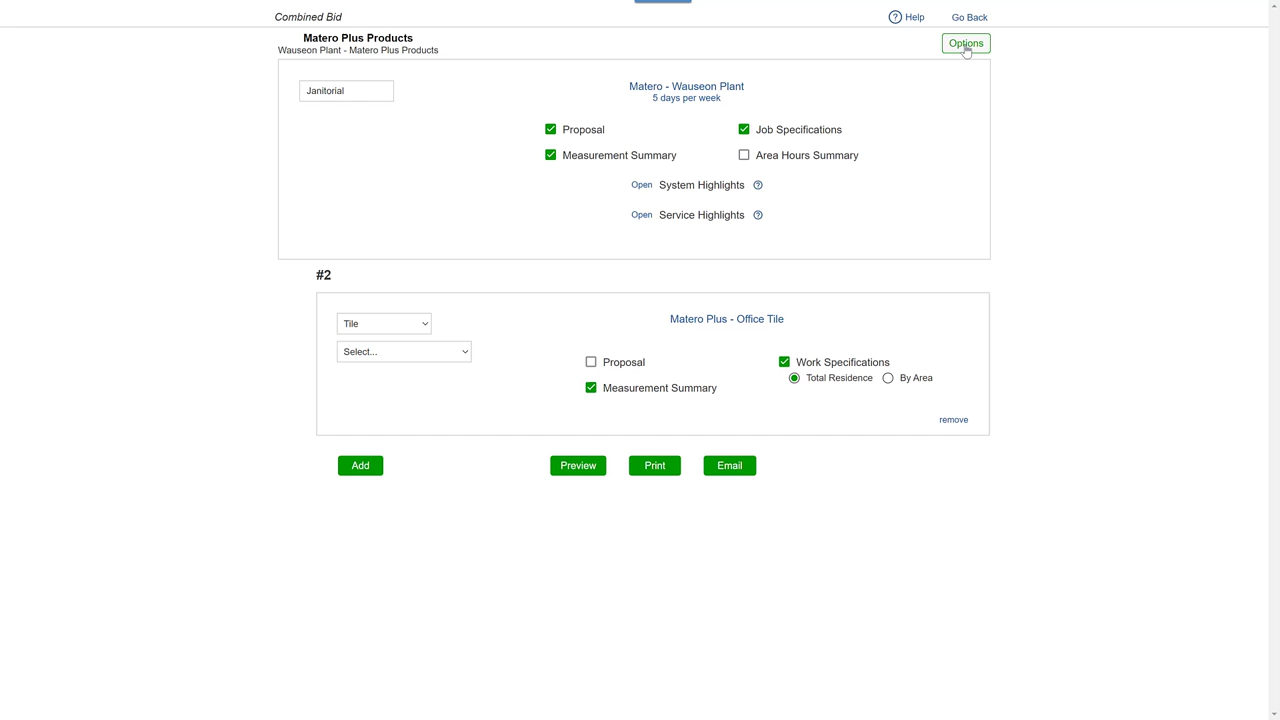 Combined Bid
Help
Go Back
Matero Plus Products
Wauseon Plant - Matero Plus Products
Options
Janitorial
Matero - Wauseon Plant
5 days per week
Proposal
Job Specifications
Measurement Summary
Area Hours Summary
Open System Highlights
Open Service Highlights
#2
Tile
Matero Plus - Office Tile
Select...
Proposal
Work Specifications
Total Residence
By Area
Measurement Summary
remove
Add
Preview
Print
Email